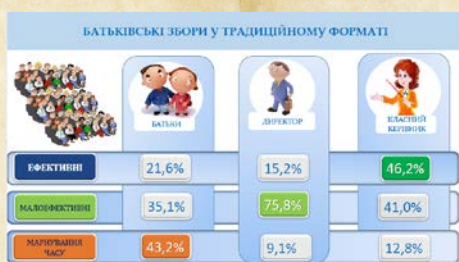 БАТЬКІВСЬКІ ЗБОРИ У ТРАДИЦІЙНОМУ ФОРМАТІ
БАТЬКИ
ДИРЕКТОР
КЛАСНИЙ
КЕРІВНИК
ЕФЕКТИВНІ 21,6% 15,2% 46,2%
МАЛОЕФЕКТИВНІ 35,1% 75,8% 41,0%
МАРНУВАННЯ
ЧАСУ 43,2% 9,1% 12,8%